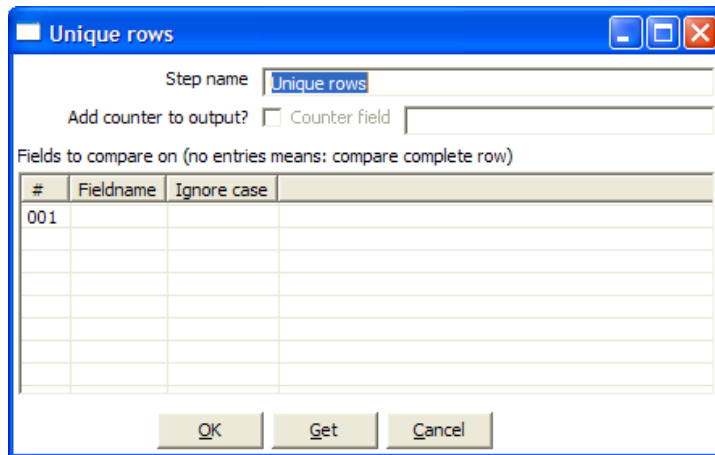 Unique rows
Step name Unique rows
Add counter to output? Counter field
Fields to compare on (no entries means: compare complete row)
# Fieldname Ignore case
001
OK Get Cancel